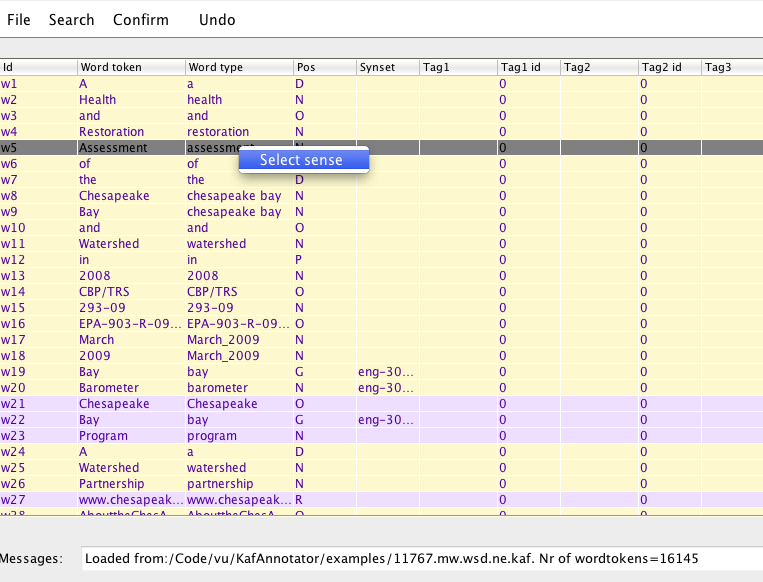 File Search Confirm Undo
Id Word token Word type Pos Synset Tag1 Tag1 id Tag2 Tag2 id Tag3
w1 A a D 0 0
w2 Health health N 0 0
w3 and and O 0 0
w4 Restoration restoration N 0 0
w5 Assessment assessment N 0 0
Select sense
w6 of of 0 0
w7 the the D 0 0
w8 Chesapeake chesapeake bay N 0 0
w9 Bay chesapeake bay N 0 0
w10 and and O 0 0
w11 Watershed watershed N 0 0
w12 in in P 0 0
w13 2008 2008 N 0 0
w14 CBP/TRS CBP/TRS O 0 0
w15 293-09 293-09 N 0 0
w16 EPA-903-R-09... EPA-903-R-09... O 0 0
w17 March March_2009 N 0 0
w18 2009 March_2009 N 0 0
w19 Bay bay G eng-30... 0 0
w20 Barometer barometer N eng-30... 0 0
w21 Chesapeake Chesapeake O 0 0
w22 Bay bay G eng-30... 0 0
w23 Program program N 0 0
w24 A a D 0 0
w25 Watershed watershed N 0 0
w26 Partnership partnership N 0 0
w27 www.chesapeak... www.chesapeak... R 0 0
w28 AbouttheChesA... AbouttheChesA... O 0 0
Messages: Loaded from:/Code/vu/KafAnnotator/examples/11767.mw.wsd.ne.kaf. Nr of wordtokens=16145